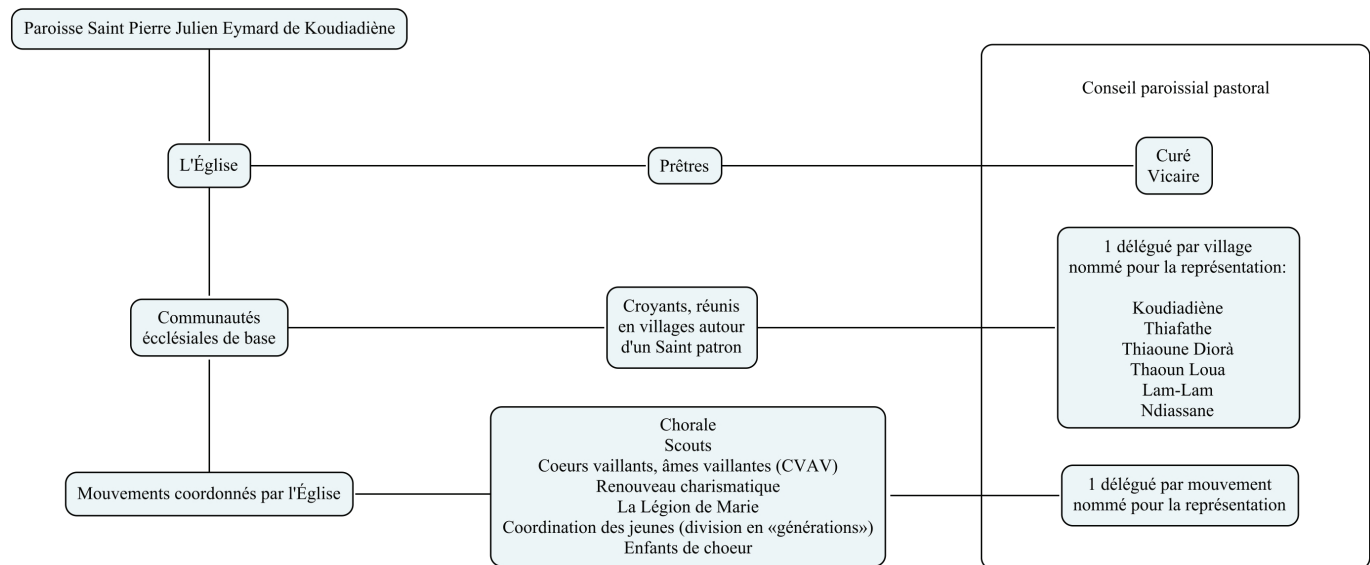 Paroisse Saint Pierre Julien Eymard de Koudiadiène
Conseil paroissial pastoral
L'Église
Prêtres
Curé
Vicaire
Communautés
écclésiales de base
Croyants, réunis
en villages autour
d'un Saint patron
1 délégué par village
nommé pour la représentation:
Koudiadiène
Thiafathe
Thiaoune Diorà
Thaoun Loua
Lam-Lam
Ndiassane
Mouvements coordonnés par l'Église
Chorale
Scouts
Coeurs vaillants, âmes vaillantes (CVAV)
Renouveau charismatique
La Légion de Marie
Coordination des jeunes (division en «générations»)
Enfants de choeur
1 délégué par mouvement
nommé pour la représentation